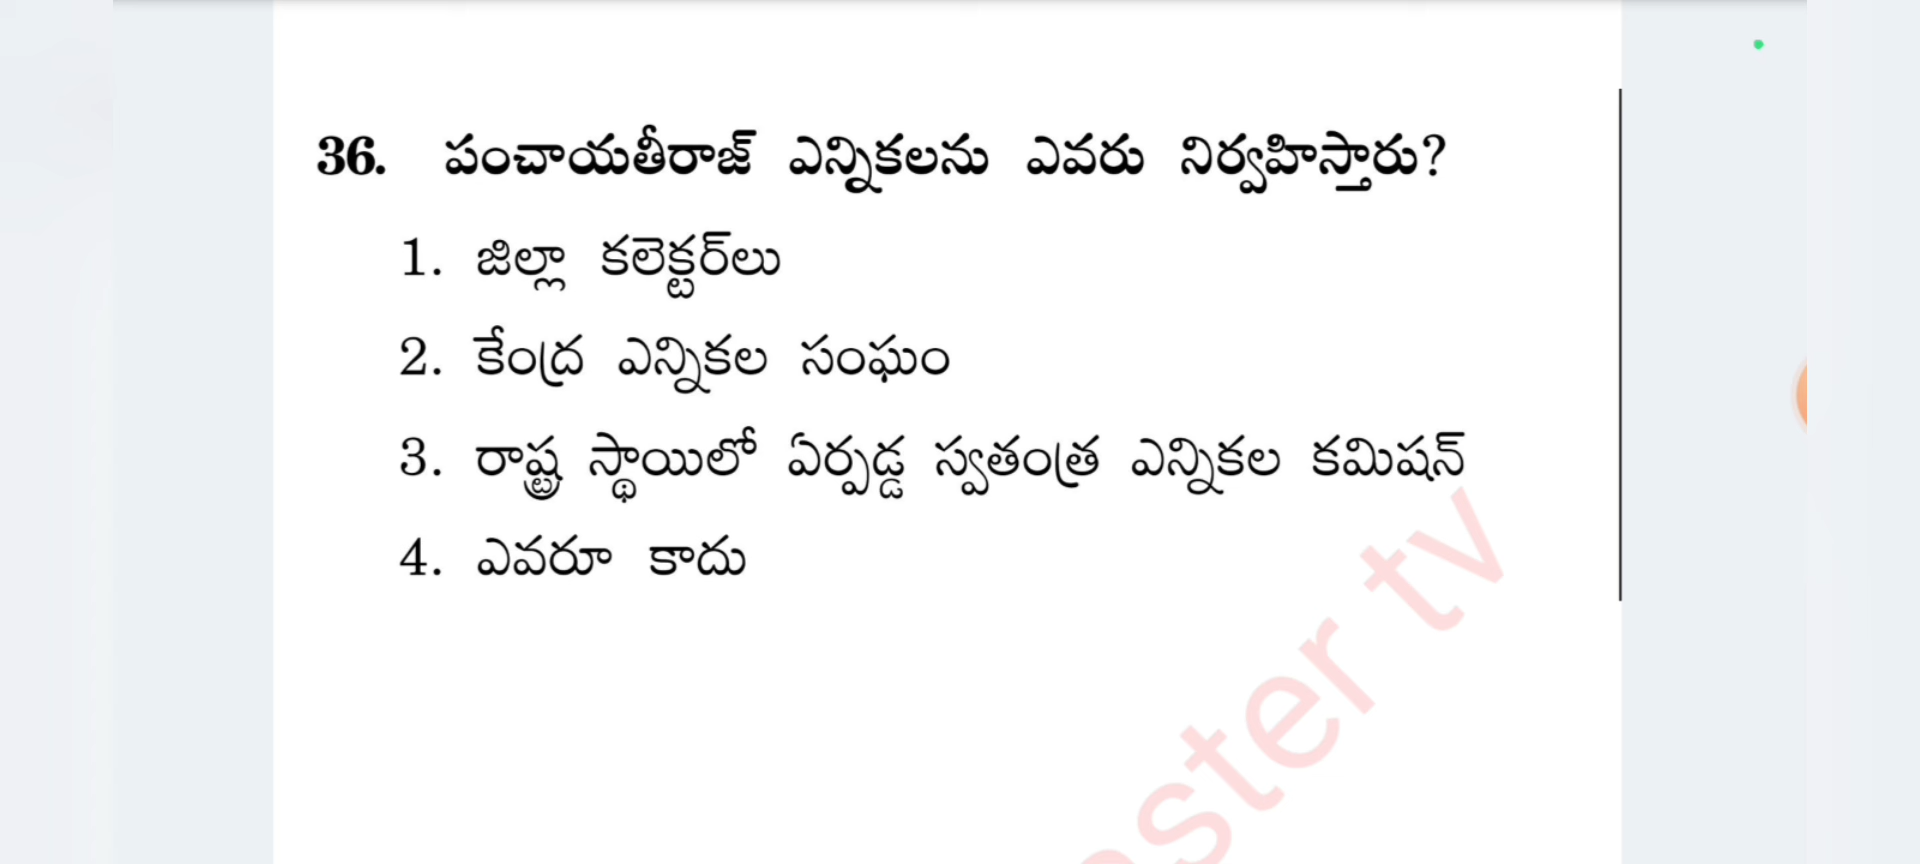 36. పంచాయతీరాజ్ ఎన్నికలను ఎవరు నిర్వహిస్తారు?
1. జిల్లా కలెక్టర్‌లు
2. కేంద్ర ఎన్నికల సంఘం
3. రాష్ట్ర స్థాయిలో ఏర్పడ్డ స్వతంత్ర ఎన్నికల కమిషన్
4. ఎవరూ కాదు
tv